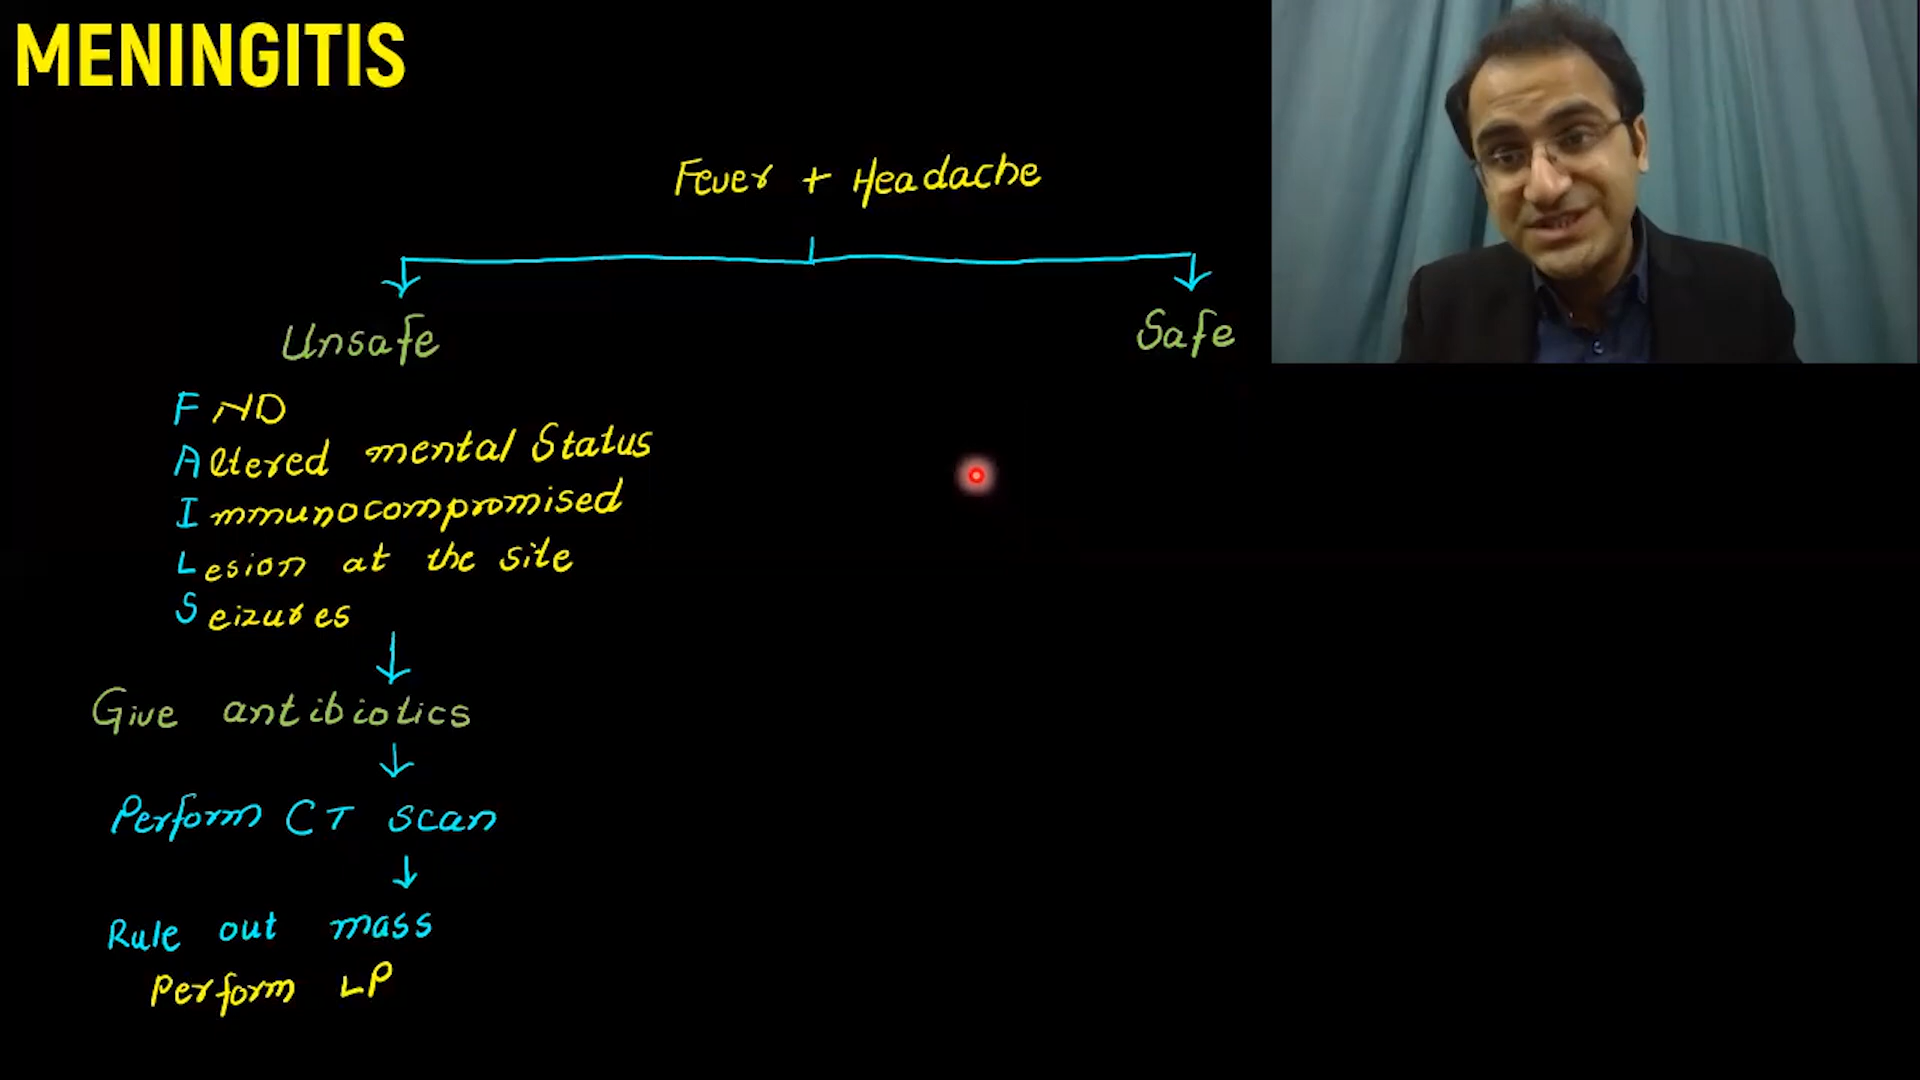 MENINGITIS
Fever + Headache
Unsafe
Safe
FND
Altered mental Status
Immunocompromised
Lesion at the site
Seizures
Give antibiotics
Perform CT scan
Rule out mass
Perform LP